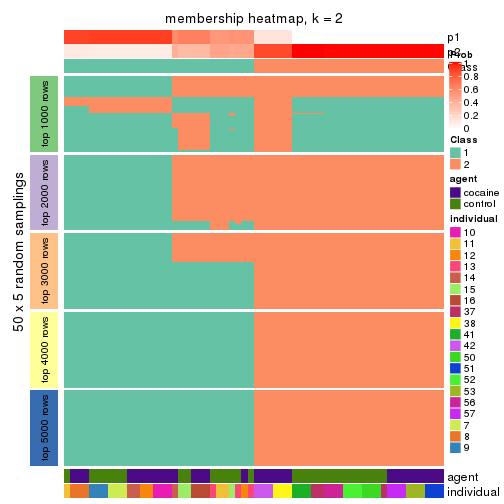 membership heatmap, k = 2
p1
p2
Class
50 x 5 random samplings
top 1000 rows
top 2000 rows
top 3000 rows
top 4000 rows
top 5000 rows
agent
individual
Prob
1
0.8
0.6
0.4
0.2
0
Class
1
2
agent
cocaine
control
individual
10
11
12
13
14
15
16
37
38
41
42
50
51
52
53
56
57
7
8
9